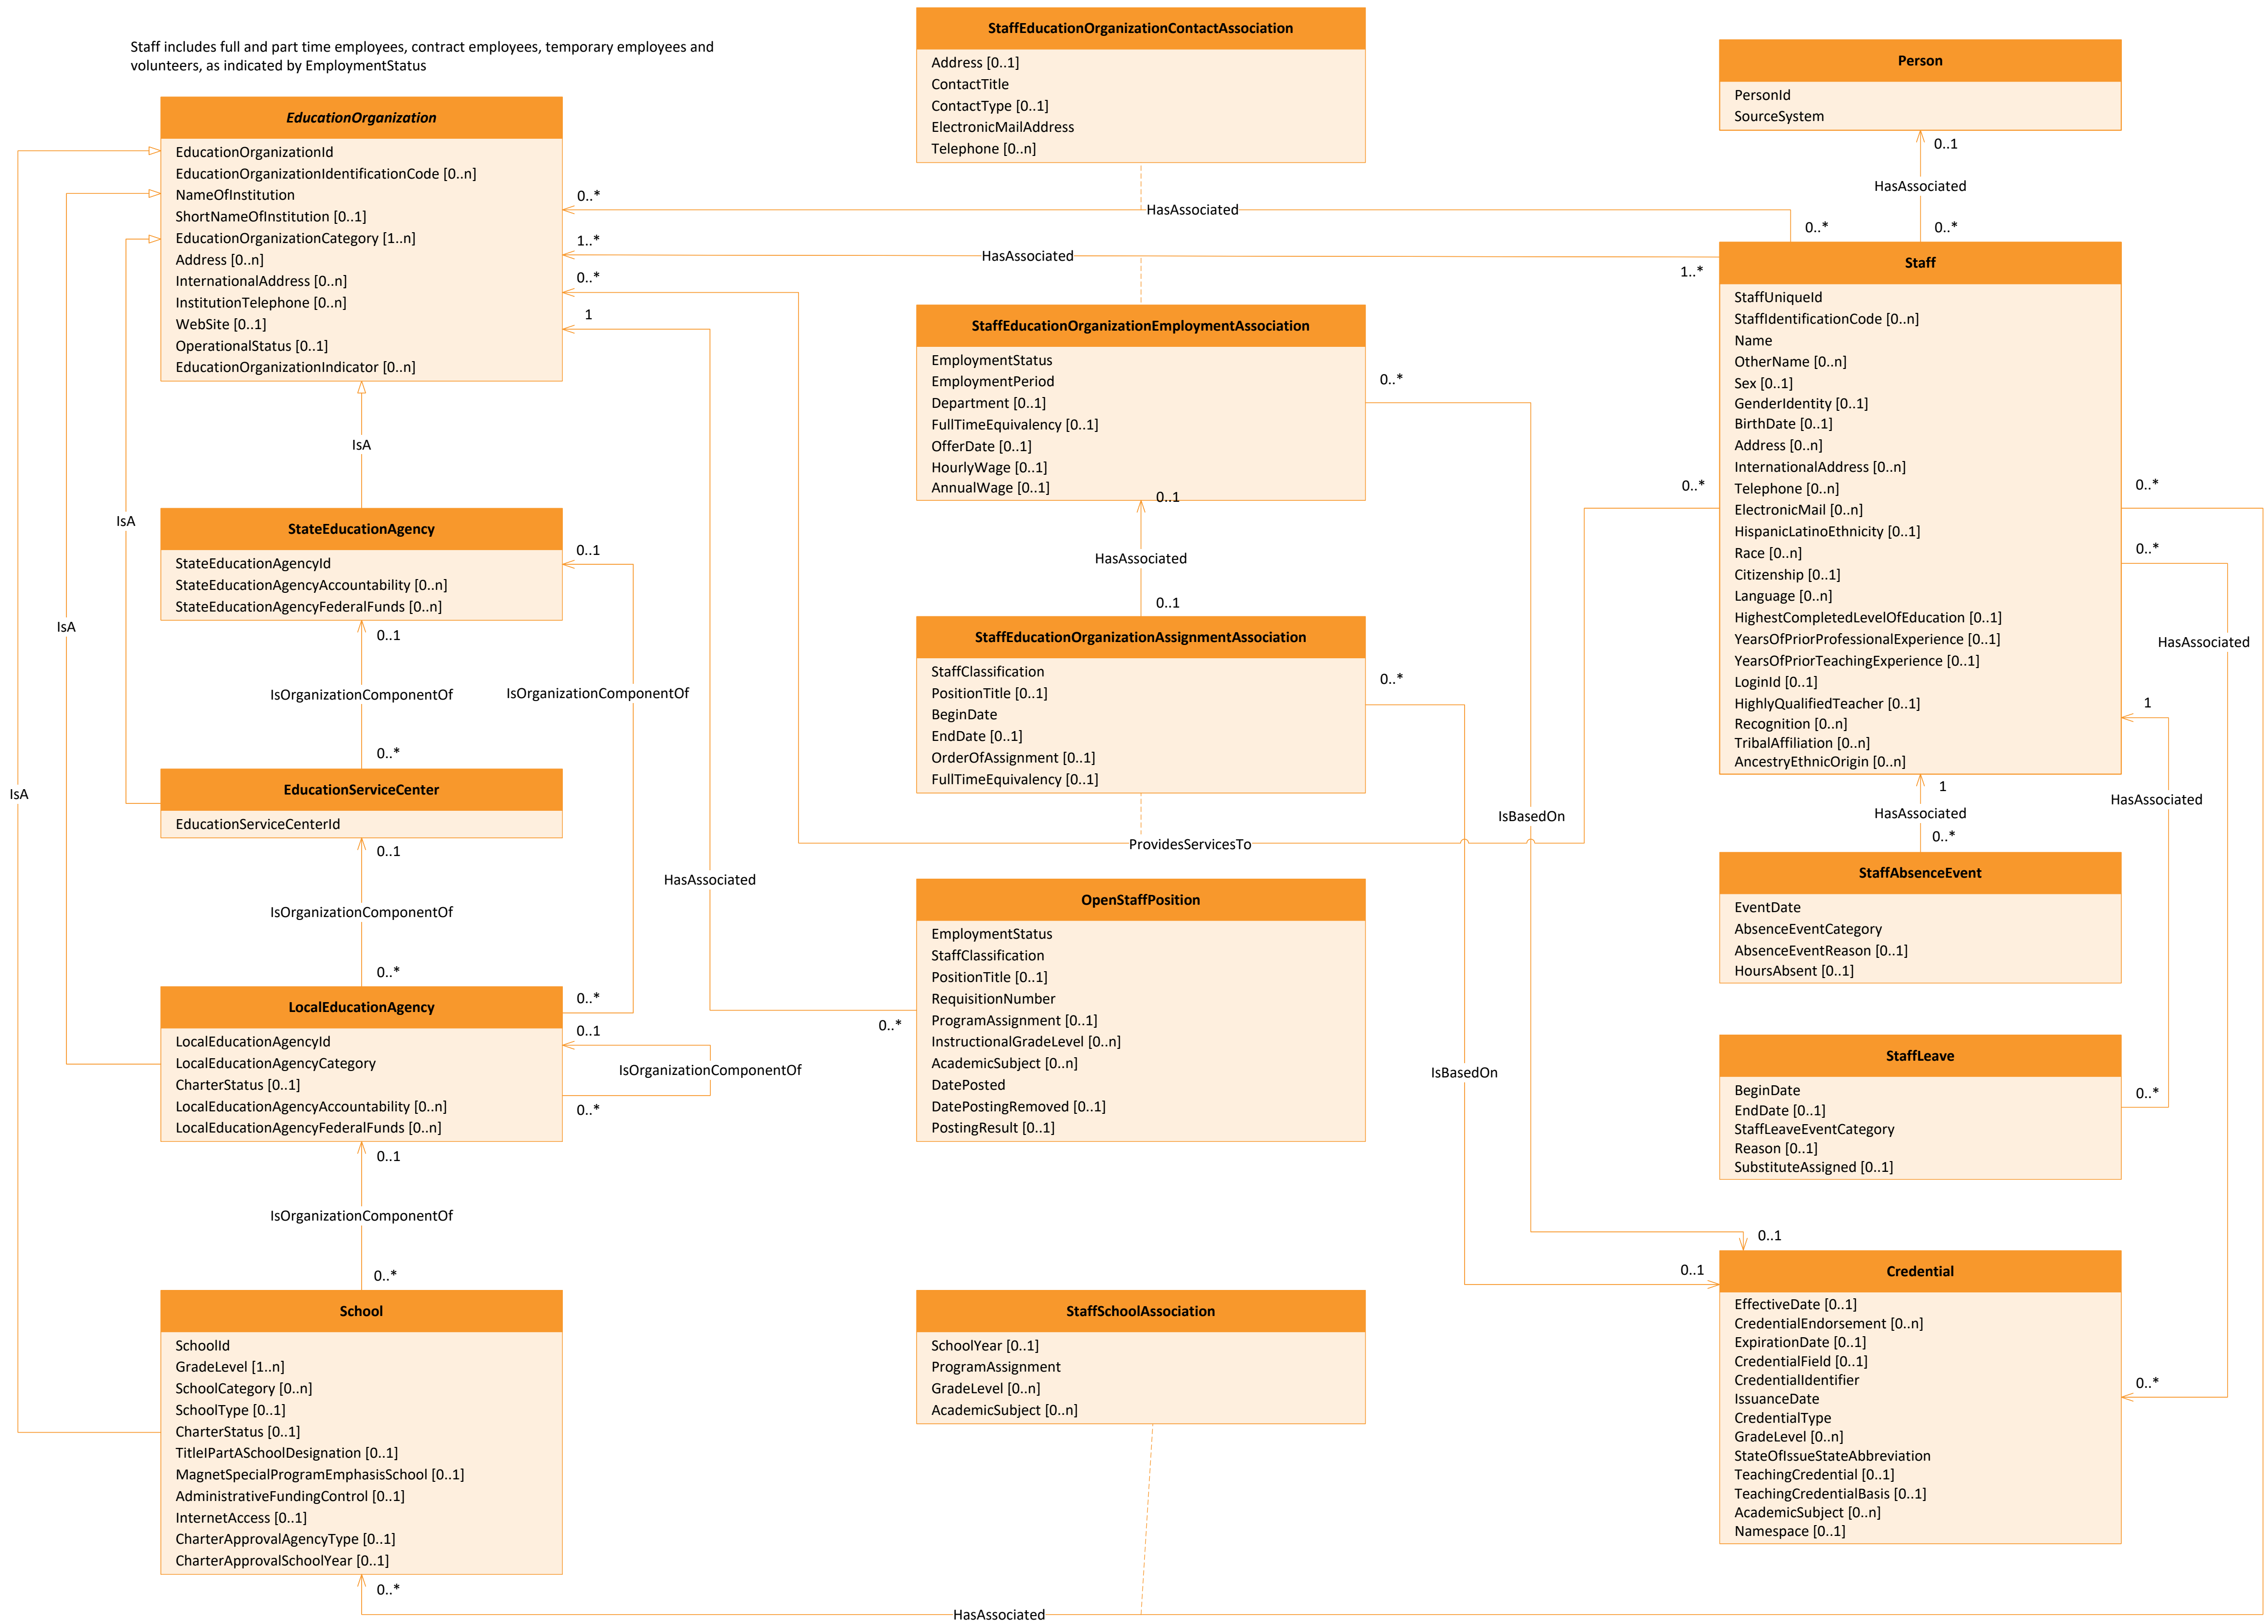 Staff includes full and part time employees, contract employees, temporary employees and
volunteers, as indicated by EmploymentStatus
EducationOrganization
EducationOrganizationId
EducationOrganizationIdentificationCode [0..n]
NameOfInstitution
ShortNameOfInstitution [0..1]
EducationOrganizationCategory [1..n]
Address [0..n]
InternationalAddress [0..n]
InstitutionTelephone [0..n]
WebSite [0..1]
OperationalStatus [0..1]
EducationOrganizationIndicator [0..n]
IsA
IsA
IsA
IsA
StateEducationAgency
StateEducationAgencyId
StateEducationAgencyAccountability [0..n]
StateEducationAgencyFederalFunds [0..n]
0..1
0..1
IsOrganizationComponentOf
IsOrganizationComponentOf
0..*
EducationServiceCenter
EducationServiceCenterId
0..1
IsOrganizationComponentOf
0..*
LocalEducationAgency
LocalEducationAgencyId
LocalEducationAgencyCategory
CharterStatus [0..1]
LocalEducationAgencyAccountability [0..n]
LocalEducationAgencyFederalFunds [0..n]
0..*
0..1
IsOrganizationComponentOf
0..*
0..1
IsOrganizationComponentOf
0..*
School
SchoolId
GradeLevel [1..n]
SchoolCategory [0..n]
SchoolType [0..1]
CharterStatus [0..1]
TitleIPartASchoolDesignation [0..1]
MagnetSpecialProgramEmphasisSchool [0..1]
AdministrativeFundingControl [0..1]
InternetAccess [0..1]
CharterApprovalAgencyType [0..1]
CharterApprovalSchoolYear [0..1]
0..*
StaffEducationOrganizationContactAssociation
Address [0..1]
ContactTitle
ContactType [0..1]
ElectronicMailAddress
Telephone [0..n]
0..*
HasAssociated
0..*
1..*
HasAssociated
1..*
0..*
1
StaffEducationOrganizationEmploymentAssociation
EmploymentStatus
EmploymentPeriod
Department [0..1]
FullTimeEquivalency [0..1]
OfferDate [0..1]
HourlyWage [0..1]
AnnualWage [0..1]
0..*
0..1
HasAssociated
0..1
StaffEducationOrganizationAssignmentAssociation
StaffClassification
PositionTitle [0..1]
BeginDate
EndDate [0..1]
OrderOfAssignment [0..1]
FullTimeEquivalency [0..1]
0..*
IsBasedOn
ProvidesServicesTo
0..*
HasAssociated
0..*
OpenStaffPosition
EmploymentStatus
StaffClassification
PositionTitle [0..1]
RequisitionNumber
ProgramAssignment [0..1]
InstructionalGradeLevel [0..n]
AcademicSubject [0..n]
DatePosted
DatePostingRemoved [0..1]
PostingResult [0..1]
IsBasedOn
StaffSchoolAssociation
SchoolYear [0..1]
ProgramAssignment
GradeLevel [0..n]
AcademicSubject [0..n]
HasAssociated
Person
PersonId
SourceSystem
0..1
HasAssociated
0..*
Staff
StaffUniqueId
StaffIdentificationCode [0..n]
Name
OtherName [0..n]
Sex [0..1]
GenderIdentity [0..1]
BirthDate [0..1]
Address [0..n]
InternationalAddress [0..n]
Telephone [0..n]
ElectronicMail [0..n]
HispanicLatinoEthnicity [0..1]
Race [0..n]
Citizenship [0..1]
Language [0..n]
HighestCompletedLevelOfEducation [0..1]
YearsOfPriorProfessionalExperience [0..1]
YearsOfPriorTeachingExperience [0..1]
LoginId [0..1]
HighlyQualifiedTeacher [0..1]
Recognition [0..n]
TribalAffiliation [0..n]
AncestryEthnicOrigin [0..n]
0..*
0..*
HasAssociated
1
HasAssociated
1
HasAssociated
0..*
StaffAbsenceEvent
EventDate
AbsenceEventCategory
AbsenceEventReason [0..1]
HoursAbsent [0..1]
StaffLeave
BeginDate
EndDate [0..1]
StaffLeaveEventCategory
Reason [0..1]
SubstituteAssigned [0..1]
0..*
0..1
0..1
Credential
EffectiveDate [0..1]
CredentialEndorsement [0..n]
ExpirationDate [0..1]
CredentialField [0..1]
CredentialIdentifier
IssuanceDate
CredentialType
GradeLevel [0..n]
StateOfIssueStateAbbreviation
TeachingCredential [0..1]
TeachingCredentialBasis [0..1]
AcademicSubject [0..n]
Namespace [0..1]
0..*